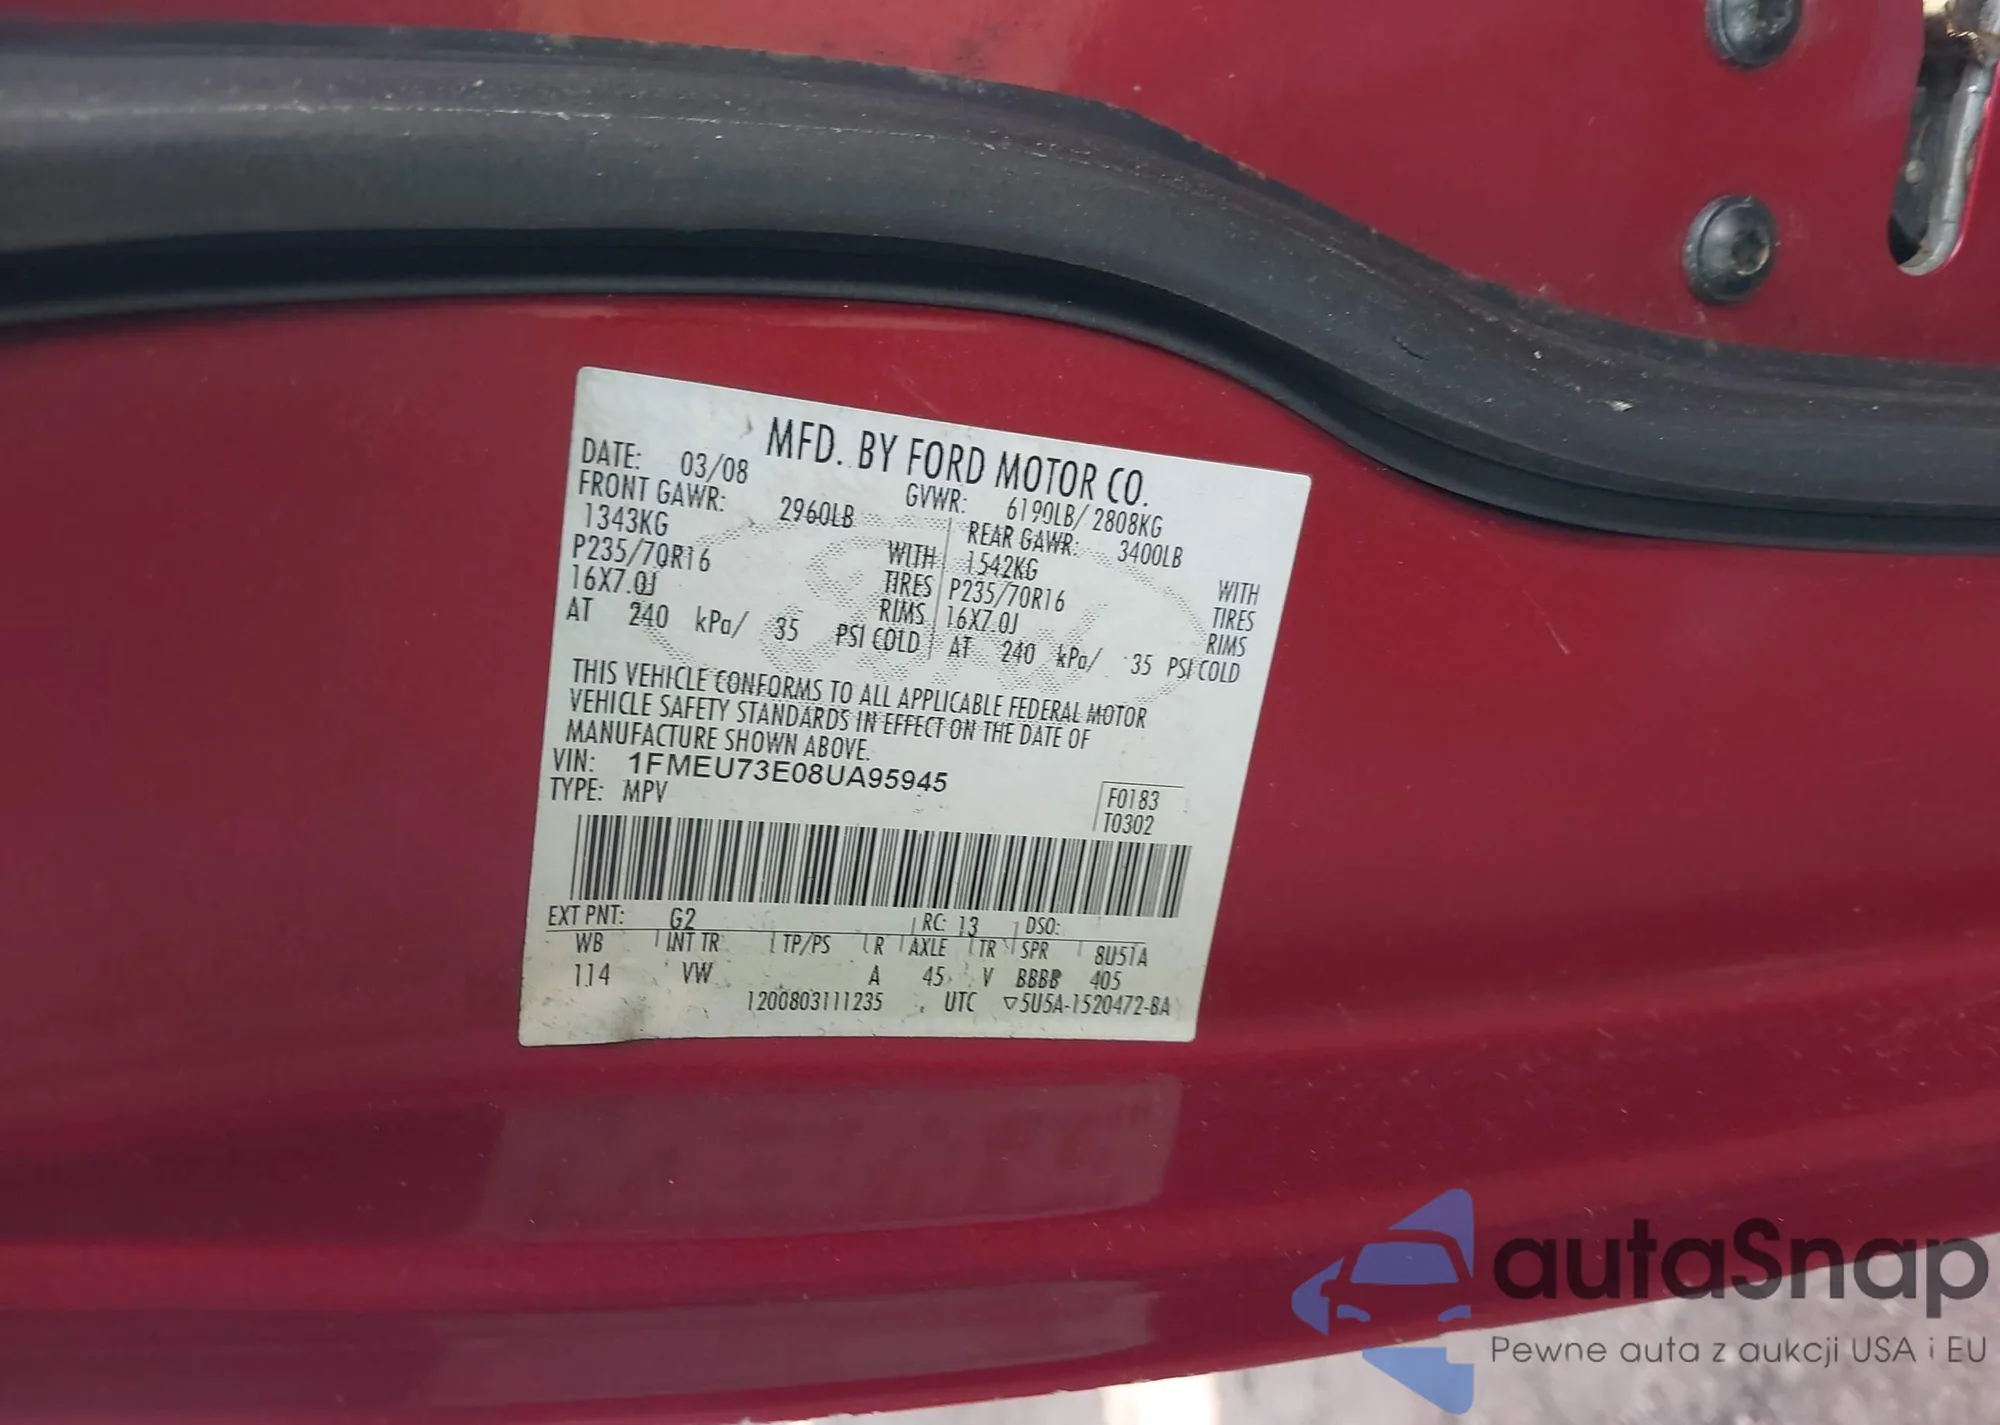 MFD. BY FORD MOTOR CO.
DATE: 03/08 GVWR: 6190LB/ 2808KG
FRONT GAWR: 2960LB REAR GAWR: 3400LB
1343KG WITH 1542KG WITH
P235/70R16 TIRES P235/70R16 TIRES
16X7.0J RIMS 16X7.0J RIMS
AT 240 kPa/ 35 PSI COLD AT 240 kPa/ 35 PSI COLD
THIS VEHICLE CONFORMS TO ALL APPLICABLE FEDERAL MOTOR
VEHICLE SAFETY STANDARDS IN EFFECT ON THE DATE OF
MANUFACTURE SHOWN ABOVE.
VIN: 1FMEU73E08UA95945
TYPE: MPV
F0183
T0302
EXT PNT: G2 RC: 13 DSO:
WB INT TR TP/PS R AXLE TR SPR 8U51A
114 VW A 45 V BBBB 405
1200803111235 UTC ▽5U5A-1520472-BA
autaSnap
Pewne auta z aukcji USA i EU